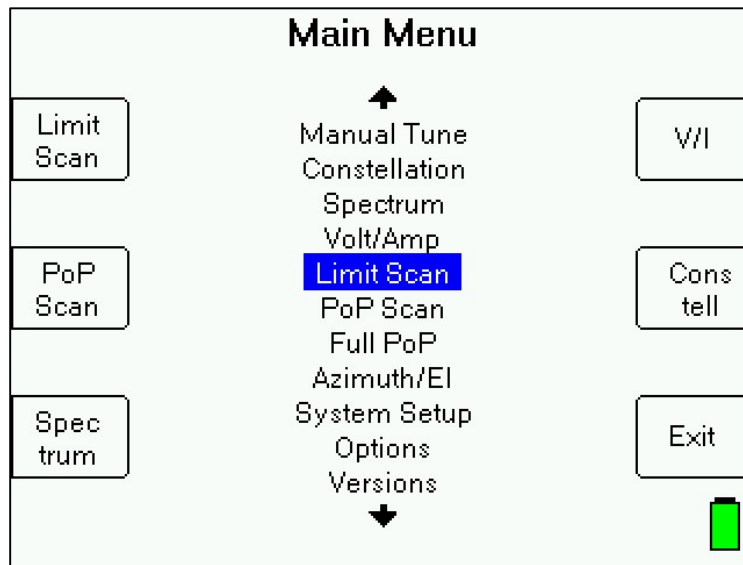 Main Menu
Limit
Scan
PoP
Scan
Spec
trum
Manual Tune
Constellation
Spectrum
Volt/Amp
Limit Scan
PoP Scan
Full PoP
Azimuth/El
System Setup
Options
Versions
V/I
Cons
tell
Exit